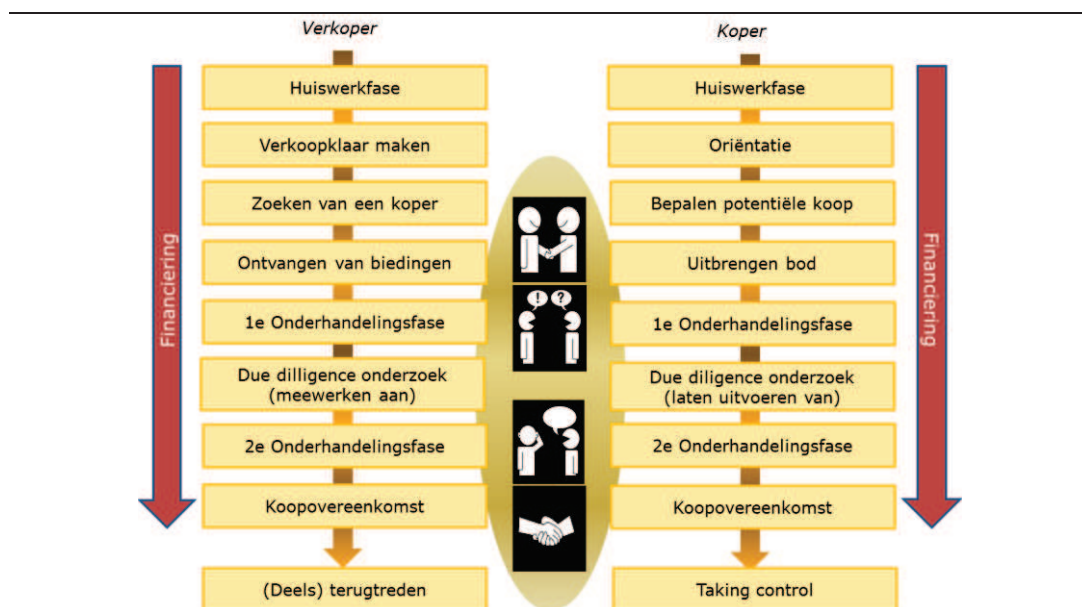 Verkoper
Huiswerkfase
Verkoopklaar maken
Zoeken van een koper
Ontvangen van biedingen
1e Onderhandelingsfase
Due dilligence onderzoek
(meewerken aan)
2e Onderhandelingsfase
Koopovereenkomst
(Deels) terugtreden
Financiering
! ?
Koper
Huiswerkfase
Oriëntatie
Bepalen potentiële koop
Uitbrengen bod
1e Onderhandelingsfase
Due diligence onderzoek
(laten uitvoeren van)
2e Onderhandelingsfase
Koopovereenkomst
Taking control
Financiering